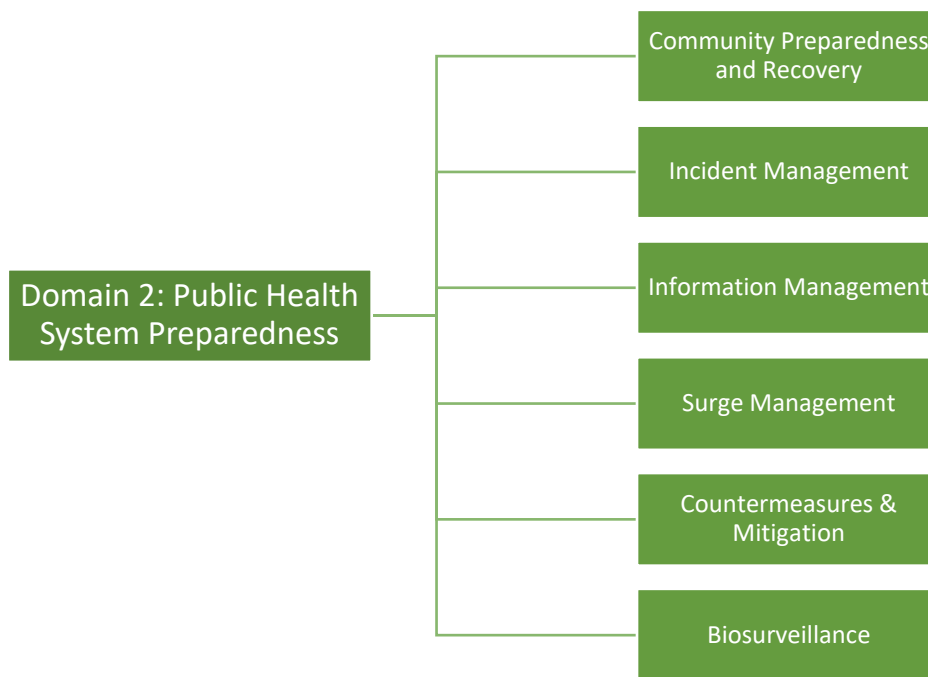 Community Preparedness
and Recovery
Incident Management
Information Management
Domain 2: Public Health
System Preparedness
Surge Management
Countermeasures &
Mitigation
Biosurveillance